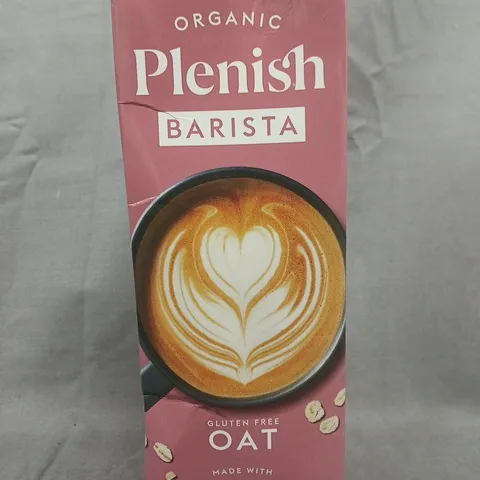 ORGANIC
Plenish
BARISTA
GLUTEN FREE
OAT
MADE WITH